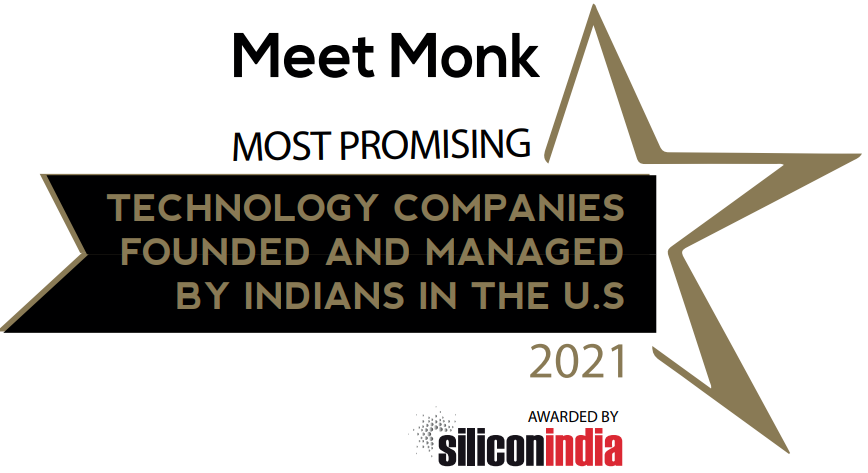 Meet Monk
MOST PROMISING
TECHNOLOGY COMPANIES
FOUNDED AND MANAGED
BY INDIANS IN THE U.S
2021
AWARDED BY
siliconindia